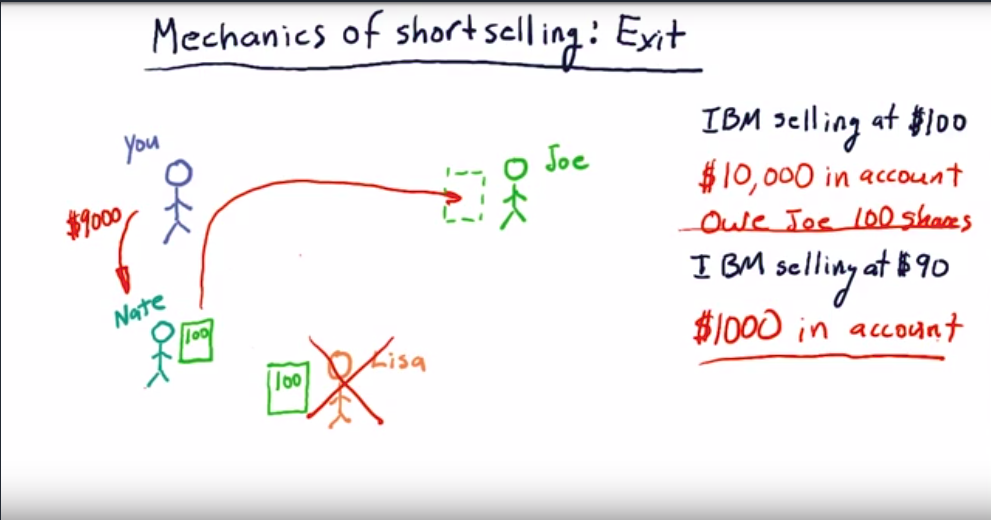 Mechanics of shortselling: Exit
You
Joe
$9000
Nate
100
100
Lisa
IBM selling at $100
$10,000 in account
Owe Joe 100 shares
IBM selling at $90
$1000 in account